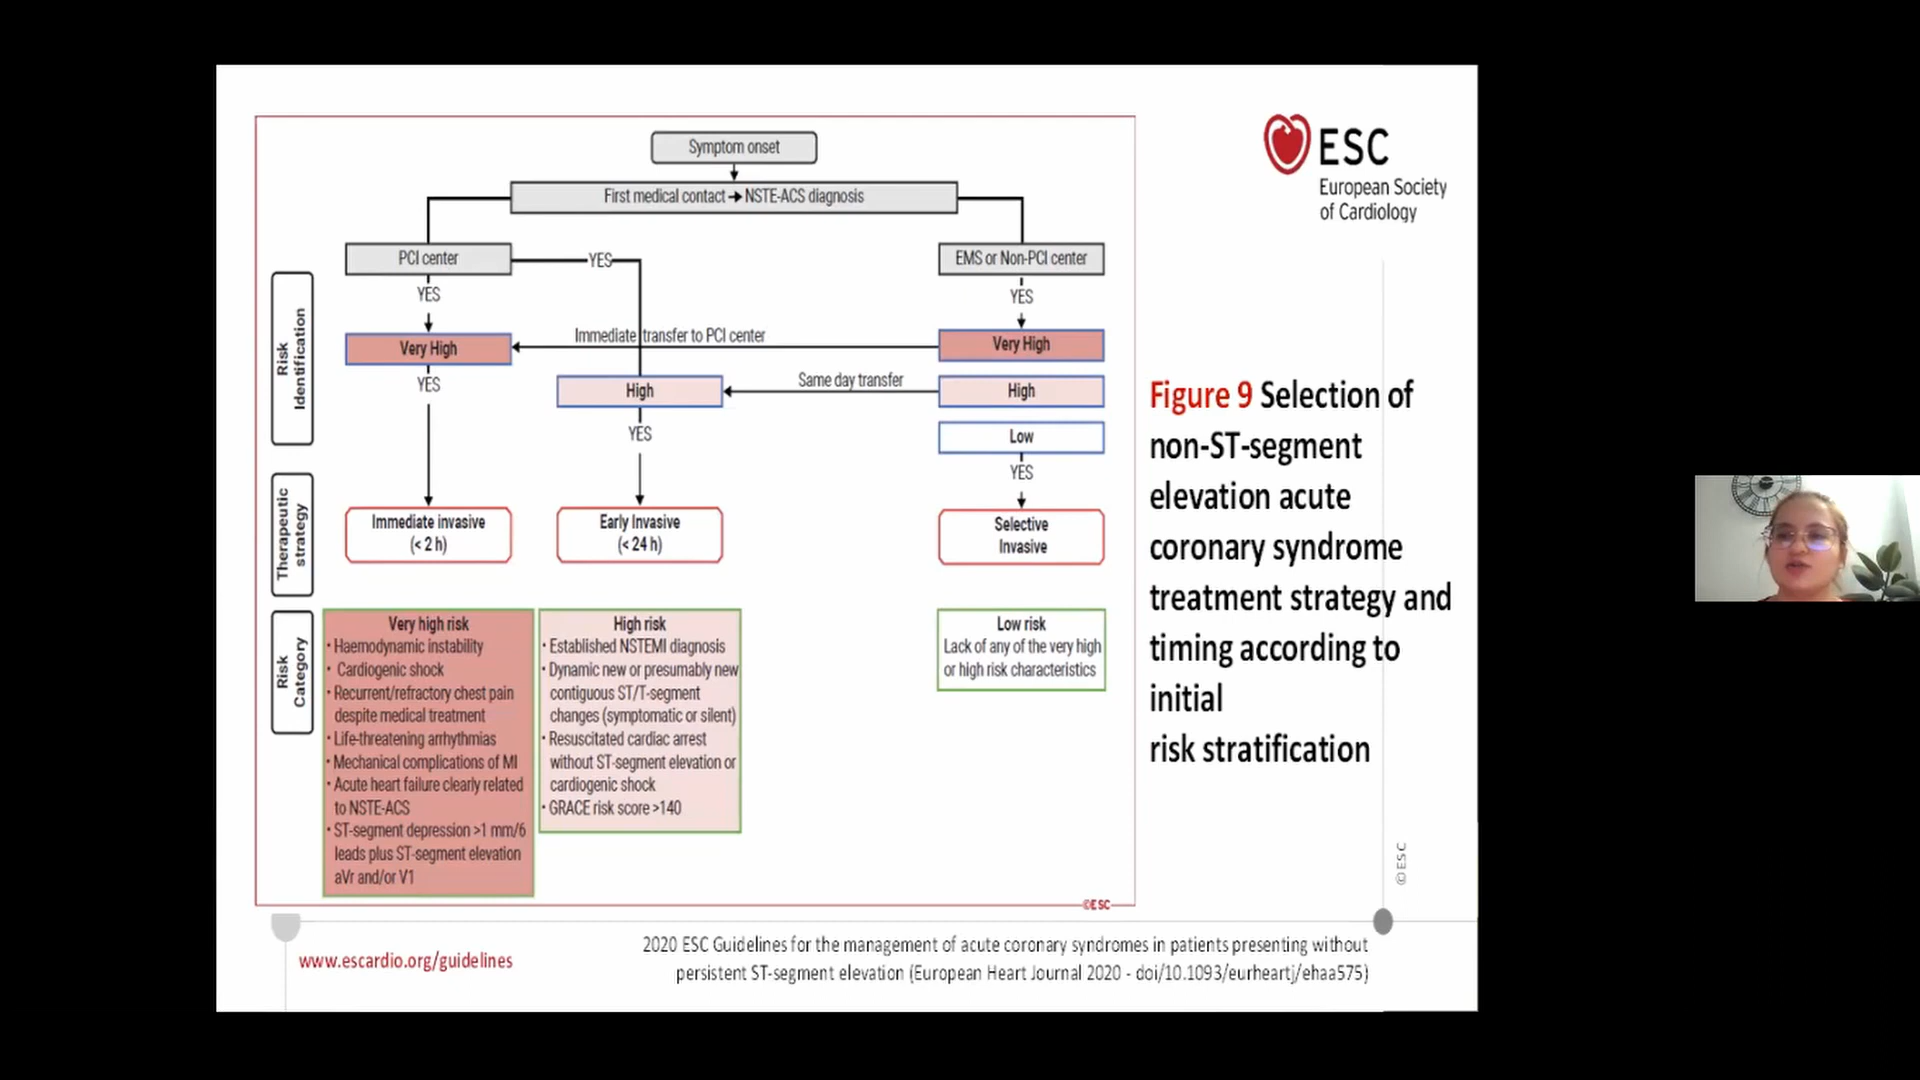 Symptom onset
First medical contact → NSTE-ACS diagnosis
PCI center
YES
EMS or Non-PCI center
YES
YES
Risk
Identification
Very High
Immediate transfer to PCI center
Very High
YES
High
Same day transfer
High
YES
Low
YES
Therapeutic
strategy
Immediate invasive
(< 2 h)
Early Invasive
(< 24 h)
Selective
Invasive
Risk
Category
Very high risk
• Haemodynamic instability
• Cardiogenic shock
• Recurrent/refractory chest pain
despite medical treatment
• Life-threatening arrhythmias
• Mechanical complications of MI
• Acute heart failure clearly related
to NSTE-ACS
• ST-segment depression >1 mm/6
leads plus ST-segment elevation
aVr and/or V1
High risk
• Established NSTEMI diagnosis
• Dynamic new or presumably new
contiguous ST/T-segment
changes (symptomatic or silent)
• Resuscitated cardiac arrest
without ST-segment elevation or
cardiogenic shock
• GRACE risk score >140
Low risk
Lack of any of the very high
or high risk characteristics
©ESC
ESC
European Society
of Cardiology
Figure 9 Selection of
non-ST-segment
elevation acute
coronary syndrome
treatment strategy and
timing according to
initial
risk stratification
©ESC
www.escardio.org/guidelines
2020 ESC Guidelines for the management of acute coronary syndromes in patients presenting without
persistent ST-segment elevation (European Heart Journal 2020 - doi/10.1093/eurheartj/ehaa575)